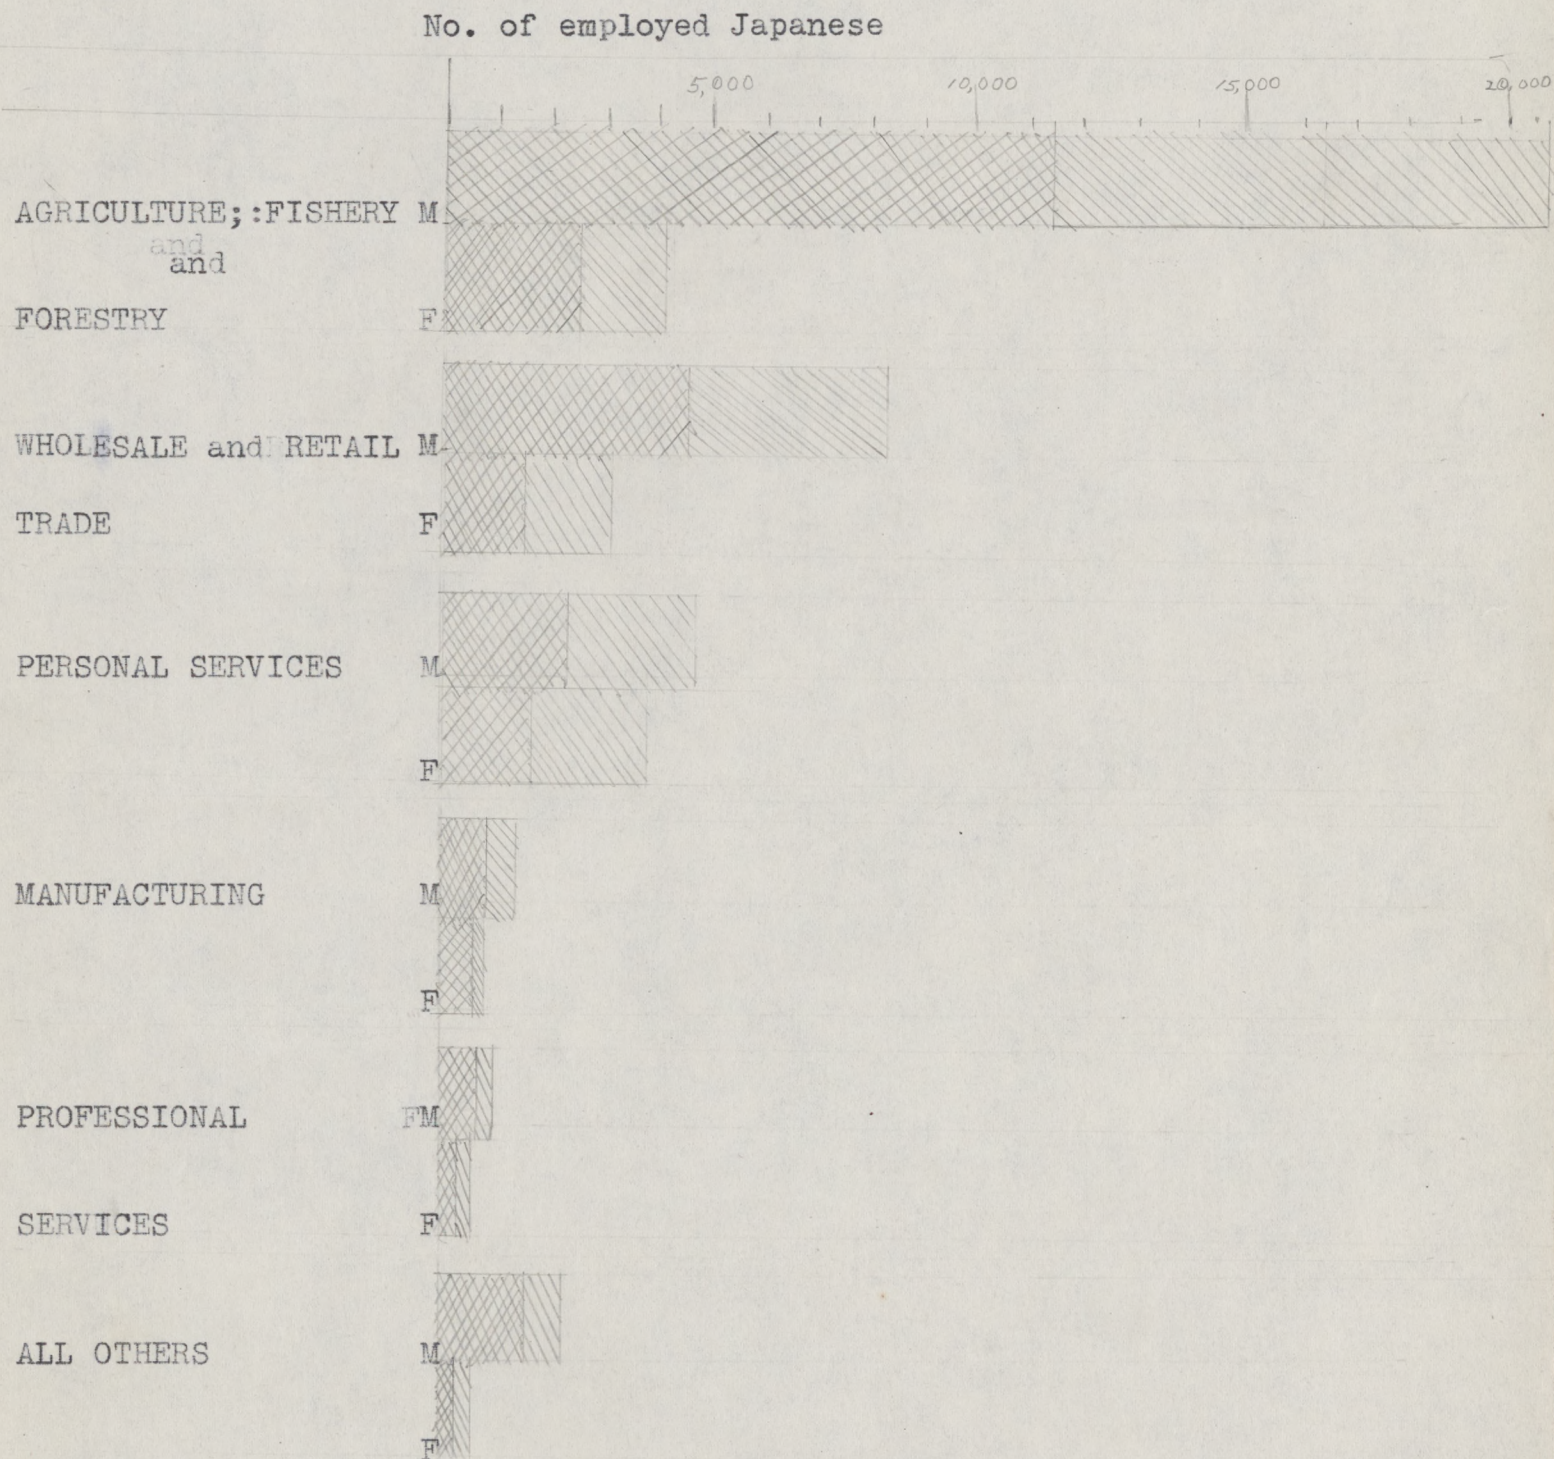 No. of employed Japanese
5,000 10,000 15,000 20,000
AGRICULTURE;:FISHERY M
and
and
FORESTRY F
WHOLESALE and RETAIL M
TRADE F
PERSONAL SERVICES M
F
MANUFACTURING M
F
PROFESSIONAL FM
SERVICES F
ALL OTHERS M
F